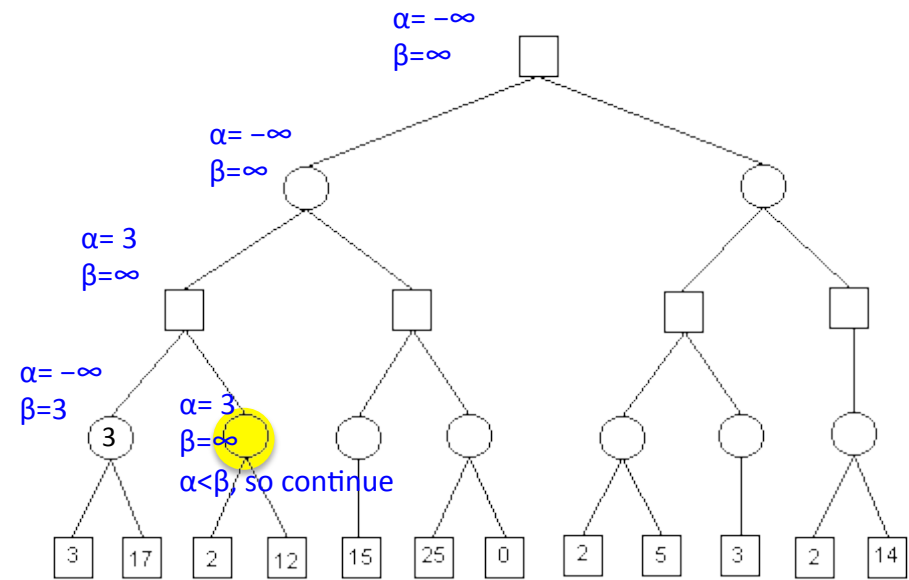 α= −∞
β=∞
α= −∞
β=∞
α= 3
β=∞
α= −∞
β=3
3
α= 3
β=∞
α<β, so continue
3 17 2 12 15 25 0 2 5 3 2 14